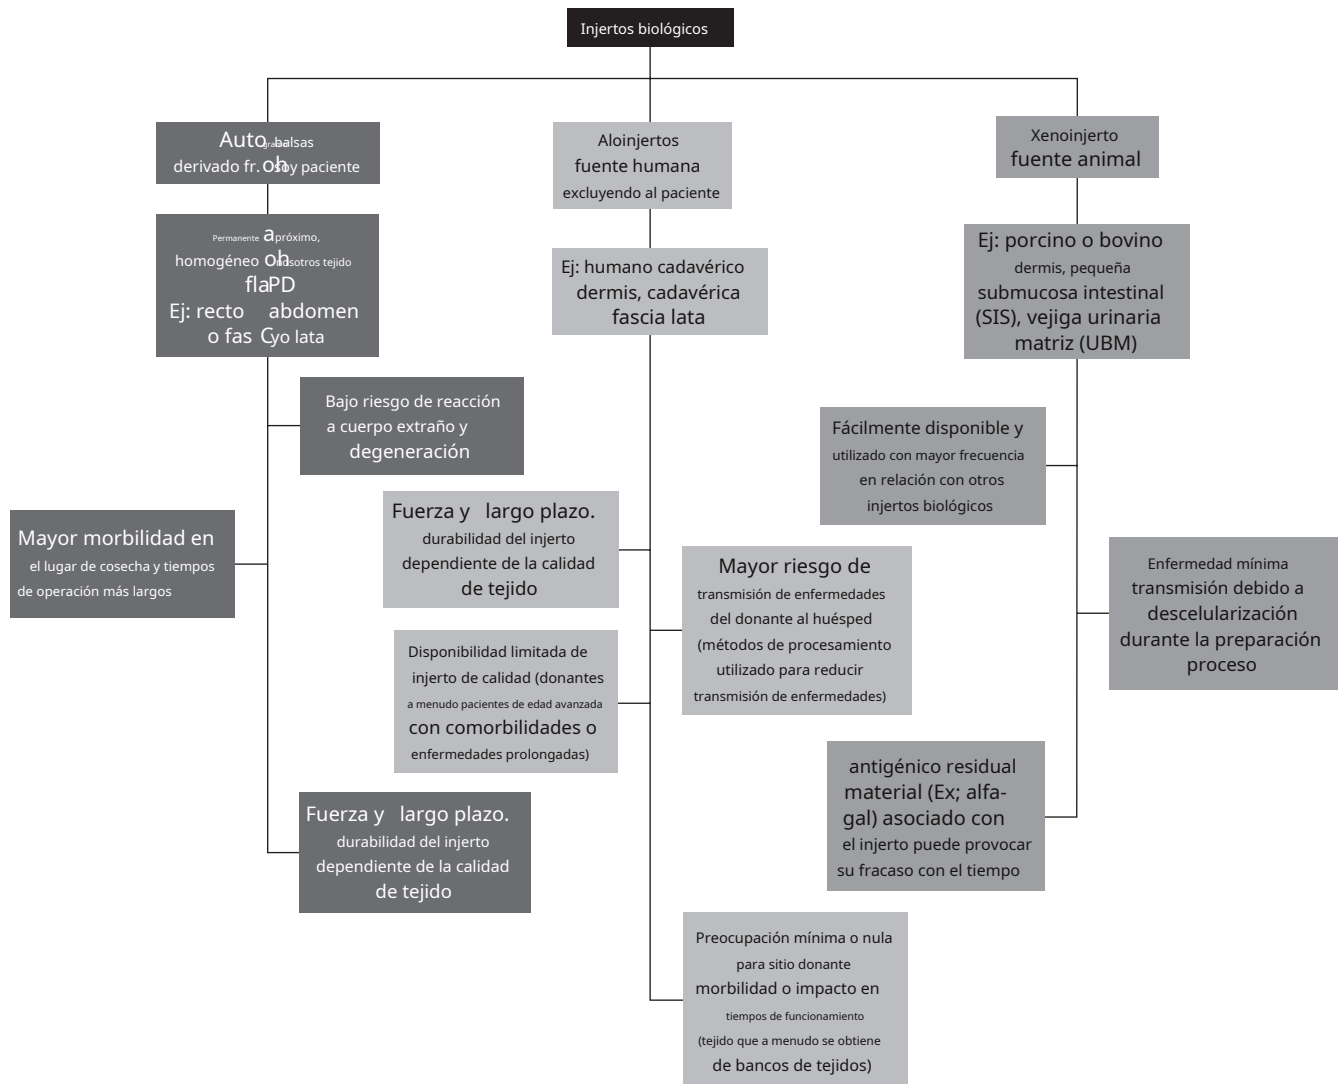 Injertos biológicos
Auto balsas
derivado fr. oh soy paciente
Permanente a próximo,
homogéneo oh nosotros tejido
flaPD
Ej: recto abdomen
o fas C yo lata
Bajo riesgo de reacción
a cuerpo extraño y
degeneración
Mayor morbilidad en
el lugar de cosecha y tiempos
de operación más largos
Fuerza y largo plazo.
durabilidad del injerto
dependiente de la calidad
de tejido
Aloinjertos
fuente humana
excluyendo al paciente
Ej: humano cadavérico
dermis, cadavérica
fascia lata
Fuerza y largo plazo.
durabilidad del injerto
dependiente de la calidad
de tejido
Mayor riesgo de
transmisión de enfermedades
del donante al huésped
(métodos de procesamiento
utilizado para reducir
transmisión de enfermedades)
Disponibilidad limitada de
injerto de calidad (donantes
a menudo pacientes de edad avanzada
con comorbilidades o
enfermedades prolongadas)
Preocupación mínima o nula
para sitio donante
morbilidad o impacto en
tiempos de funcionamiento
(tejido que a menudo se obtiene
de bancos de tejidos)
Xenoinjerto
fuente animal
Ej: porcino o bovino
dermis, pequeña
submucosa intestinal
(SIS), vejiga urinaria
matriz (UBM)
Fácilmente disponible y
utilizado con mayor frecuencia
en relación con otros
injertos biológicos
Enfermedad mínima
transmisión debido a
descelularización
durante la preparación
proceso
antigénico residual
material (Ex; alfa-
gal) asociado con
el injerto puede provocar
su fracaso con el tiempo